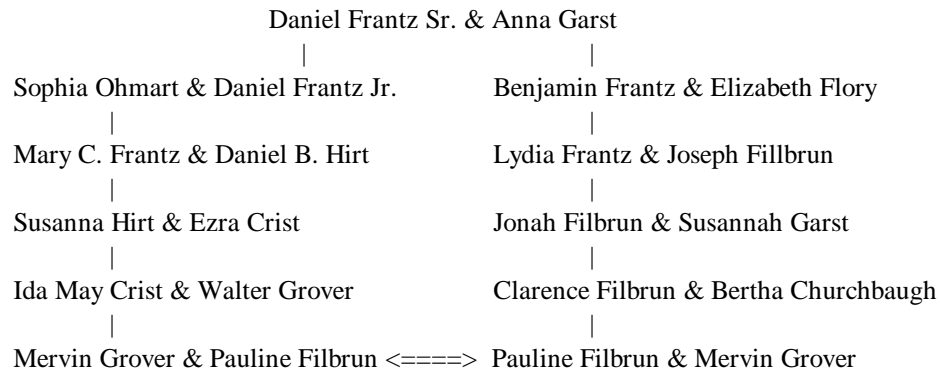 Daniel Frantz Sr. & Anna Garst
| |
Sophia Ohmart & Daniel Frantz Jr. Benjamin Frantz & Elizabeth Flory
| |
Mary C. Frantz & Daniel B. Hirt Lydia Frantz & Joseph Fillbrun
| |
Susanna Hirt & Ezra Crist Jonah Filbrun & Susannah Garst
| |
Ida May Crist & Walter Grover Clarence Filbrun & Bertha Churchbaugh
| |
Mervin Grover & Pauline Filbrun <====> Pauline Filbrun & Mervin Grover